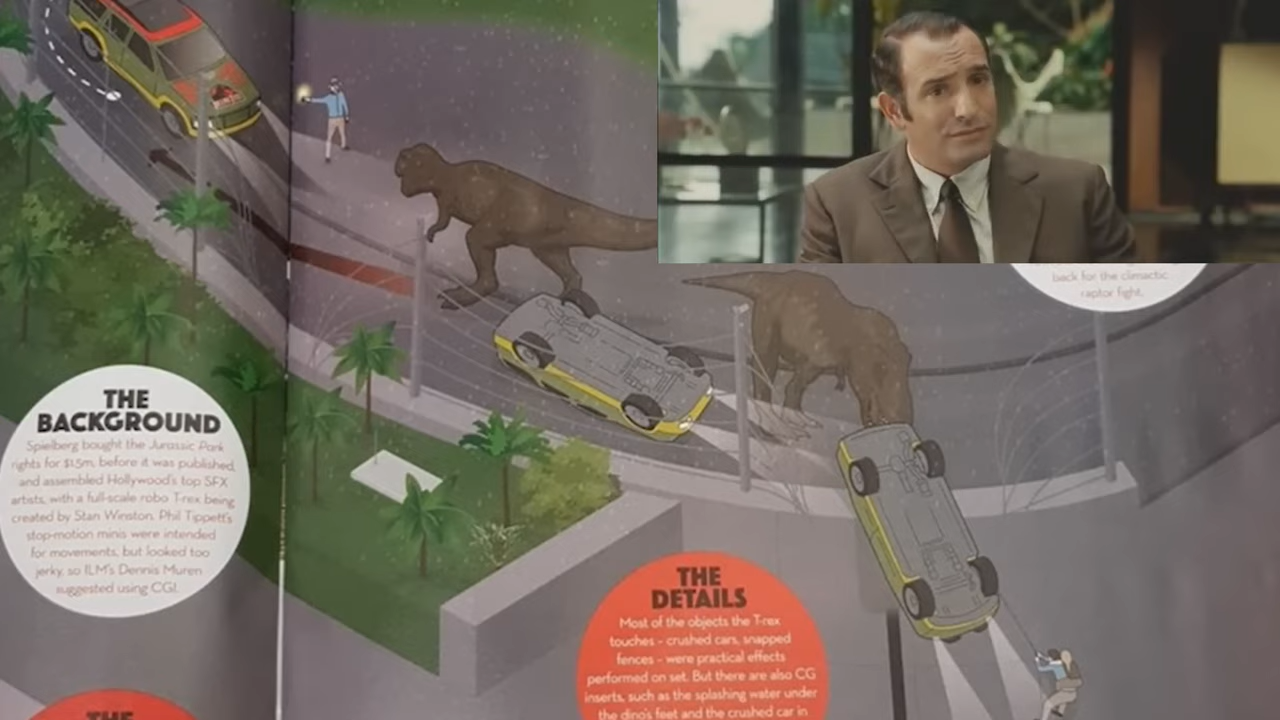 back for the climactic
raptor fight.
THE
BACKGROUND
Spielberg bought the Jurassic Park
rights for $1.5m, before it was published,
and assembled Hollywood's top SFX
artists, with a full-scale robo T-rex being
created by Stan Winston. Phil Tippett's
stop-motion minis were intended
for movements, but looked too
jerky, so ILM's Dennis Muren
suggested using CGI.
THE
DETAILS
Most of the objects the T-rex
touches – crushed cars, snapped
fences – were practical effects
performed on set. But there are also CG
inserts, such as the splashing water under
the dino's feet and the crushed car in
THE